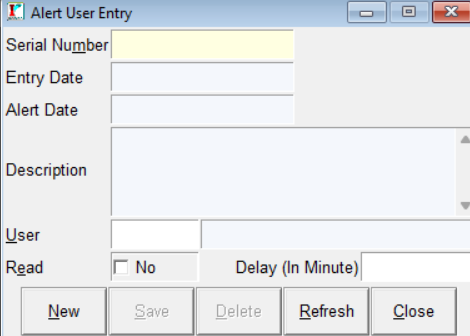 Alert User Entry
Serial Number
Entry Date
Alert Date
Description
User
Read No Delay (In Minute)
New Save Delete Refresh Close